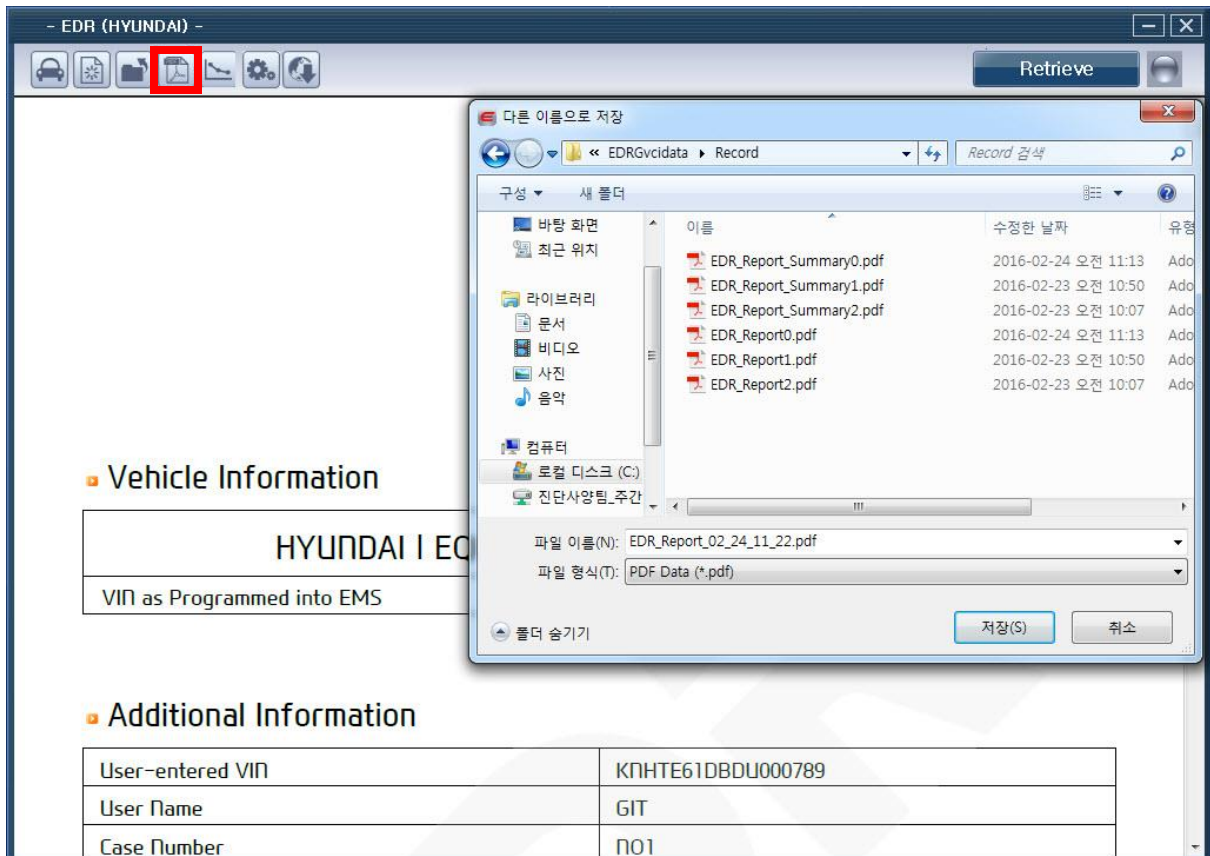 - EDR (HYUNDAI) -
Retrieve
다른 이름으로 저장
« EDRGvcidata ▸ Record
Record 검색
구성
새 폴더
바탕 화면
최근 위치
라이브러리
문서
비디오
사진
음악
컴퓨터
로컬 디스크 (C:)
진단사양팀_주간
이름 수정한 날짜 유형
EDR_Report_Summary0.pdf 2016-02-24 오전 11:13 Ado
EDR_Report_Summary1.pdf 2016-02-23 오전 10:50 Ado
EDR_Report_Summary2.pdf 2016-02-23 오전 10:07 Ado
EDR_Report0.pdf 2016-02-24 오전 11:13 Ado
EDR_Report1.pdf 2016-02-23 오전 10:50 Ado
EDR_Report2.pdf 2016-02-23 오전 10:07 Ado
파일 이름(N): EDR_Report_02_24_11_22.pdf
파일 형식(T): PDF Data (*.pdf)
폴더 숨기기
저장(S)
취소
Vehicle Information
HYUNDAI | EQ
VIN as Programmed into EMS
Additional Information
User-entered VIN KNHTE61DBDU000789
User Name GIT
Case Number NO1